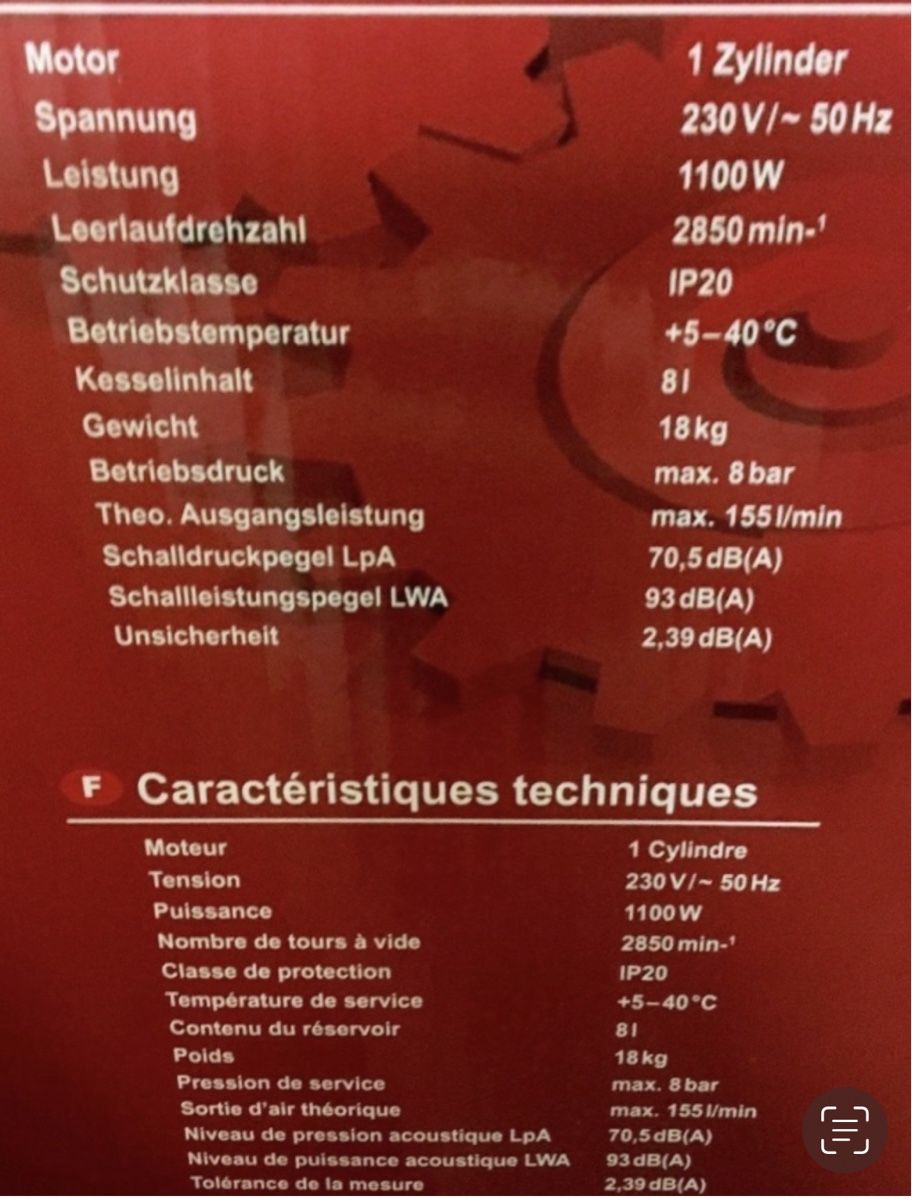 Motor 1 Zylinder
Spannung 230 V/~ 50 Hz
Leistung 1100 W
Leerlaufdrehzahl 2850 min-¹
Schutzklasse IP20
Betriebstemperatur +5–40 °C
Kesselinhalt 8 l
Gewicht 18 kg
Betriebsdruck max. 8 bar
Theo. Ausgangsleistung max. 155 l/min
Schalldruckpegel LpA 70,5 dB(A)
Schallleistungspegel LWA 93 dB(A)
Unsicherheit 2,39 dB(A)
F Caractéristiques techniques
Moteur 1 Cylindre
Tension 230 V/~ 50 Hz
Puissance 1100 W
Nombre de tours à vide 2850 min-¹
Classe de protection IP20
Température de service +5–40 °C
Contenu du réservoir 8 l
Poids 18 kg
Pression de service max. 8 bar
Sortie d'air théorique max. 155 l/min
Niveau de pression acoustique LpA 70,5 dB(A)
Niveau de puissance acoustique LWA 93 dB(A)
Tolérance de la mesure 2,39 dB(A)